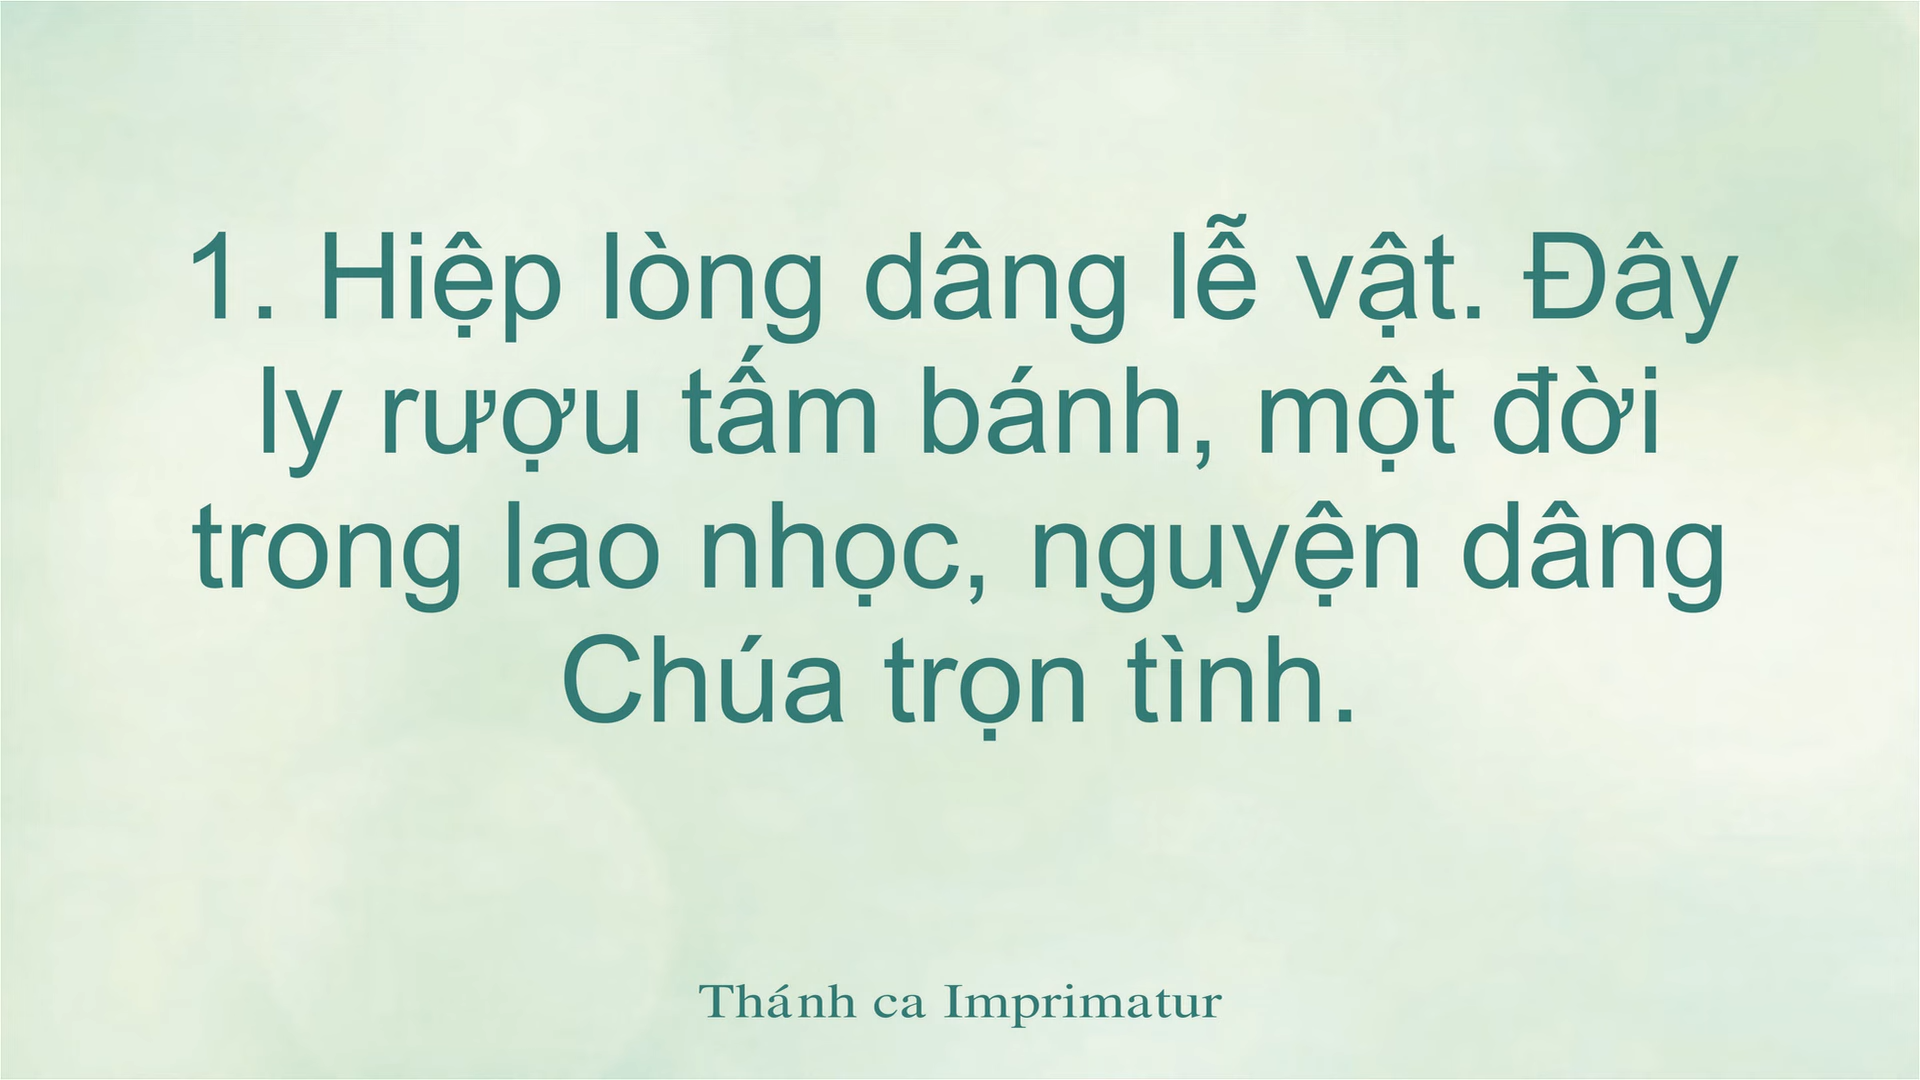 1. Hiệp lòng dâng lễ vật. Đây
ly rượu tấm bánh, một đời
trong lao nhọc, nguyện dâng
Chúa trọn tình.
Thánh ca Imprimatur